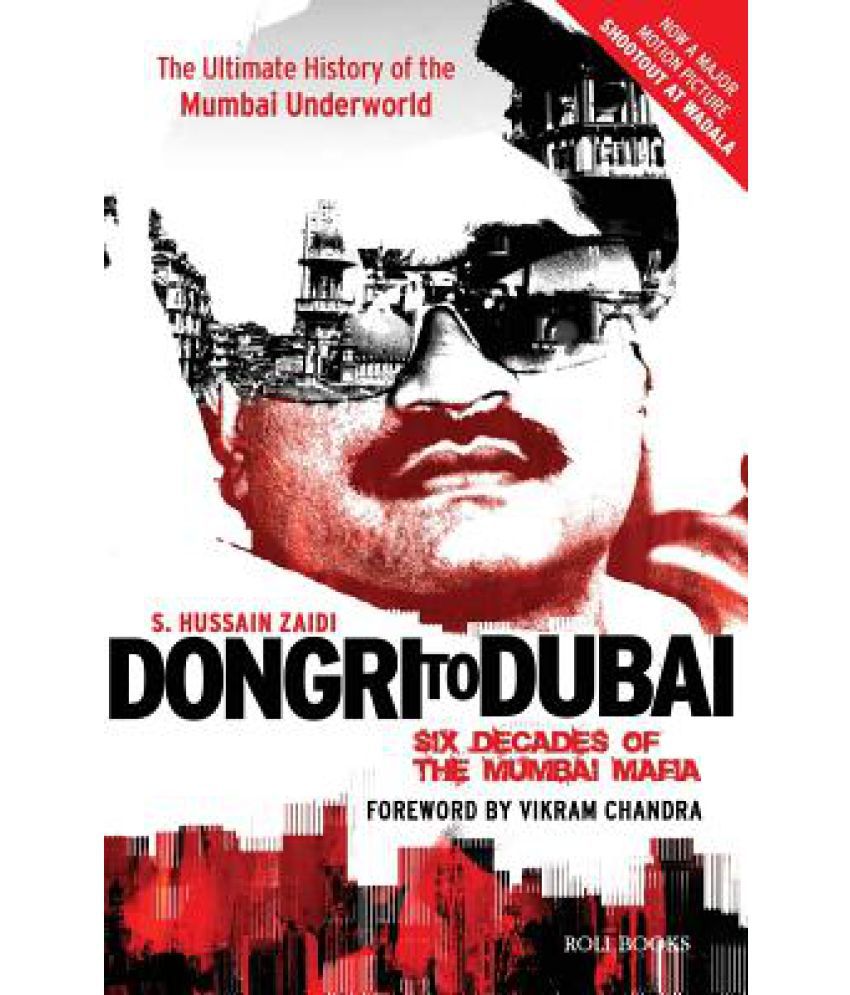 The Ultimate History of the
Mumbai Underworld
NOW A MAJOR
MOTION PICTURE
SHOOTOUT AT WADALA
S. HUSSAIN ZAIDI
DONGRI TO DUBAI
SIX DECADES OF
THE MUMBAI MAFIA
FOREWORD BY VIKRAM CHANDRA
ROLI BOOKS